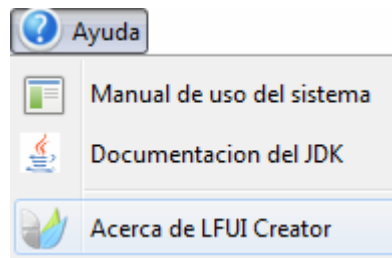 Ayuda
Manual de uso del sistema
Documentacion del JDK
Acerca de LFUI Creator